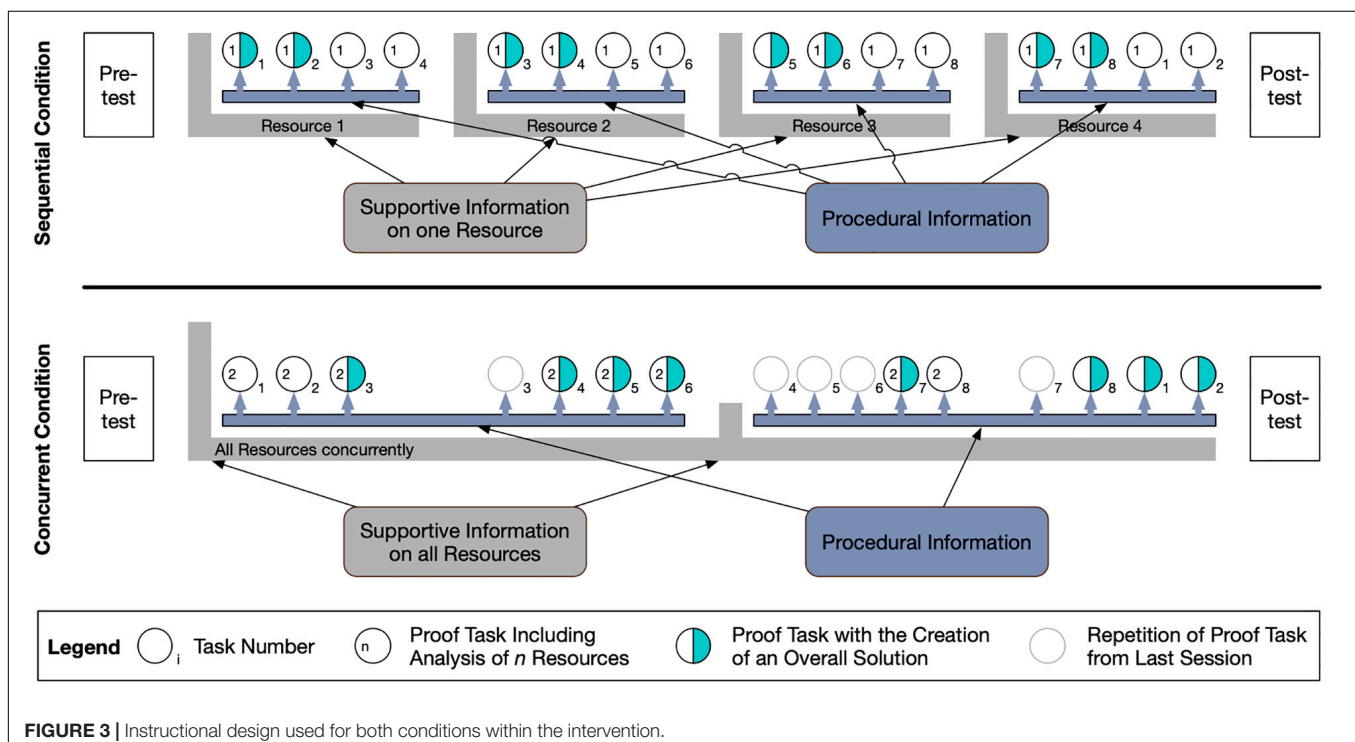 Sequential Condition
Pre-
test
1 1 1 2 1 3 1 4
1 3 1 4 1 5 1 6
5 1 6 1 7 1 8
1 7 1 8 1 1 1 2
Post-
test
Resource 1
Resource 2
Resource 3
Resource 4
Supportive Information
on one Resource
Procedural Information
Concurrent Condition
Pre-
test
2 1 2 2 2 3
3 2 4 2 5 2 6
4 5 6 2 7 2 8
7 8 1 2
Post-
test
All Resources concurrently
Supportive Information
on all Resources
Procedural Information
Legend
i Task Number
n Proof Task Including
Analysis of n Resources
Proof Task with the Creation
of an Overall Solution
Repetition of Proof Task
from Last Session
FIGURE 3 | Instructional design used for both conditions within the intervention.